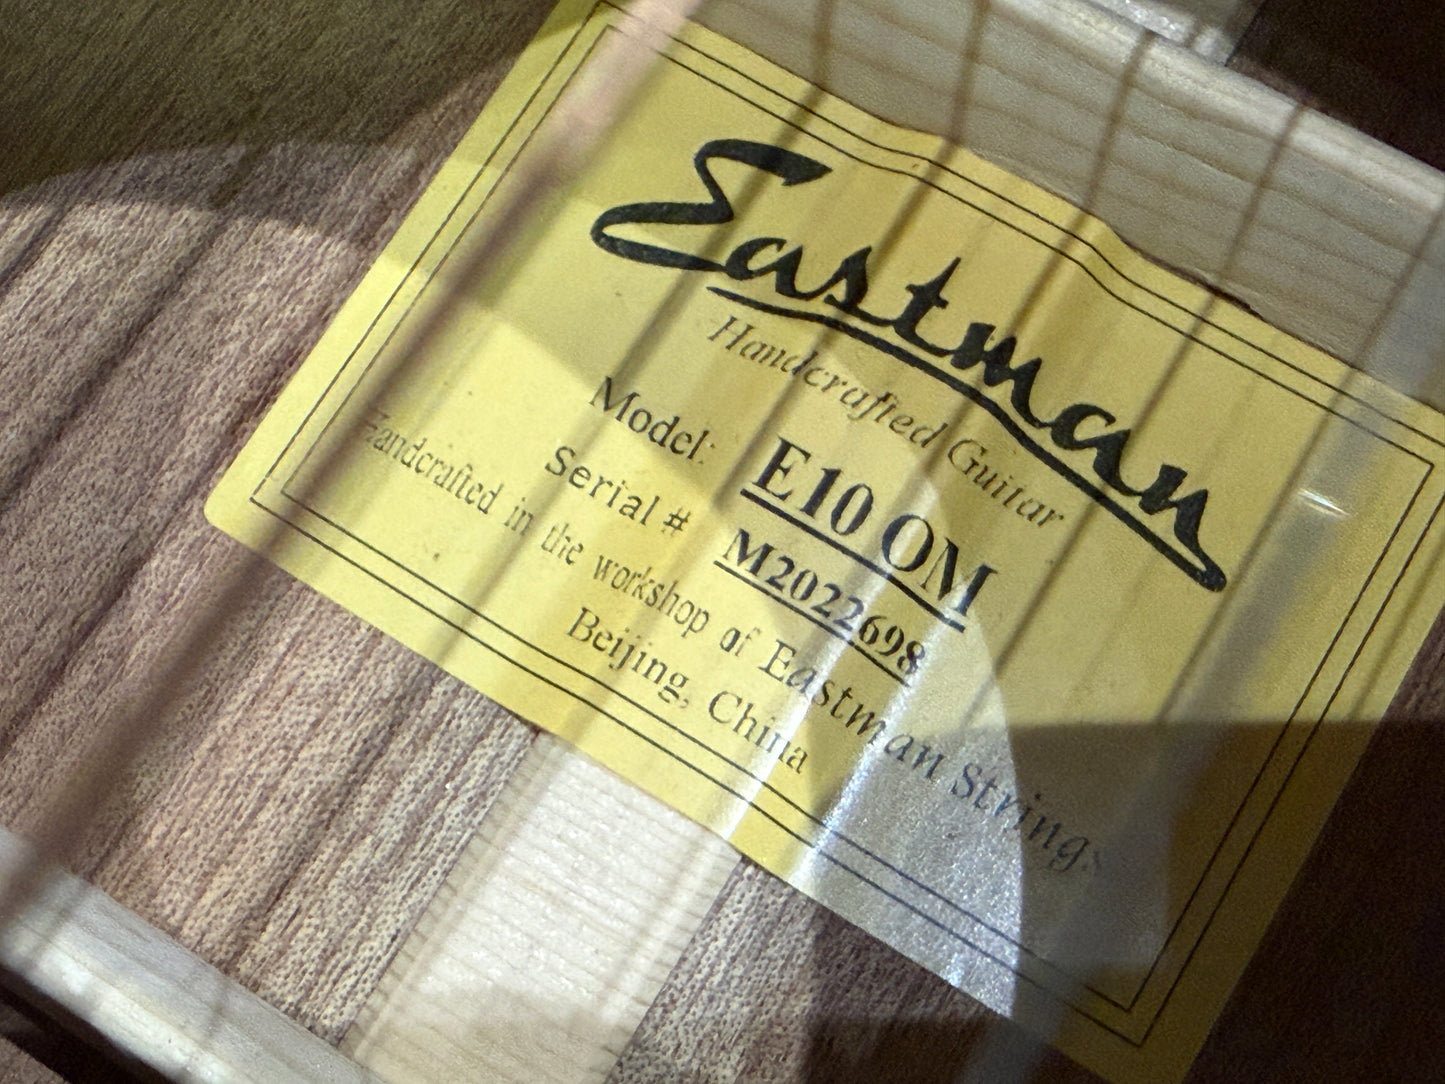 Eastman
Handcrafted Guitar
Model: E10 OM
Serial # M2022698
Handcrafted in the workshop of Eastman Strings
Beijing, China